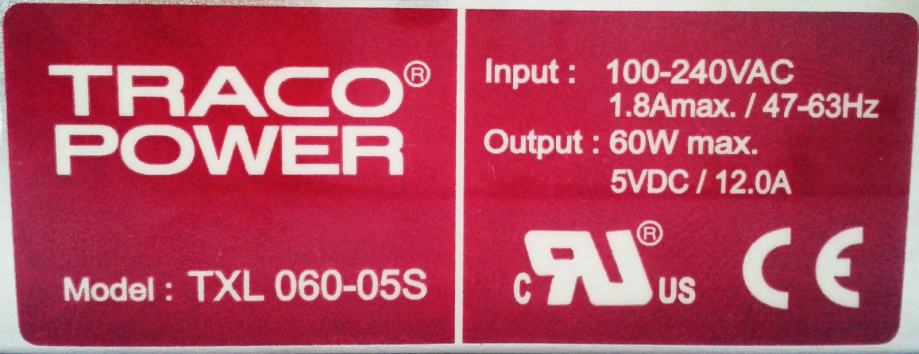 TRACO®
POWER
Model : TXL 060-05S
Input : 100-240VAC
1.8Amax. / 47-63Hz
Output : 60W max.
5VDC / 12.0A
C RU® US CE